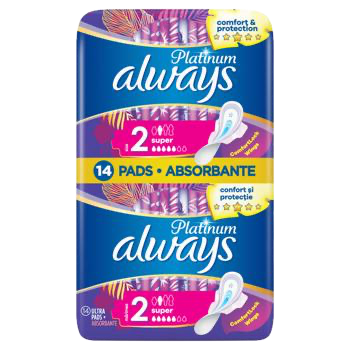 comfort &
protection
Platinum
always
2
super
ComfortLock
Wings
14 PADS • ABSORBANTE
confort și
protecție
Platinum
always
2
super
ComfortLock
Wings
14 ULTRA
PADS •
ABSORBANTE